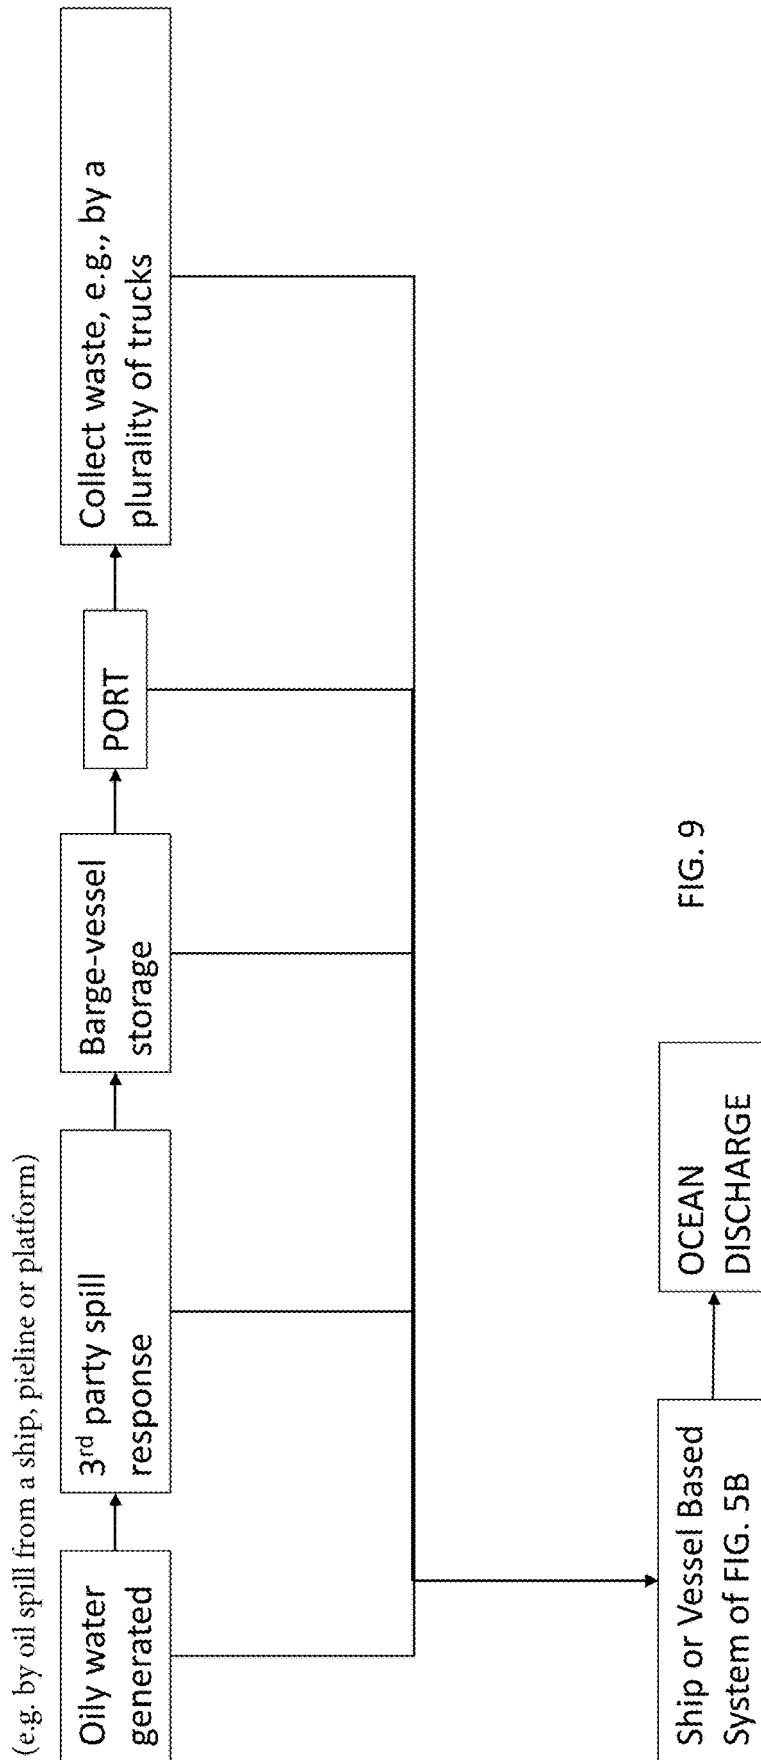 (e.g. by oil spill from a ship, pieline or platform)
Oily water
generated
3rd party spill
response
Barge-vessel
storage
PORT
Collect waste, e.g., by a
plurality of trucks
Ship or Vessel Based
System of FIG. 5B
OCEAN
DISCHARGE
FIG. 9